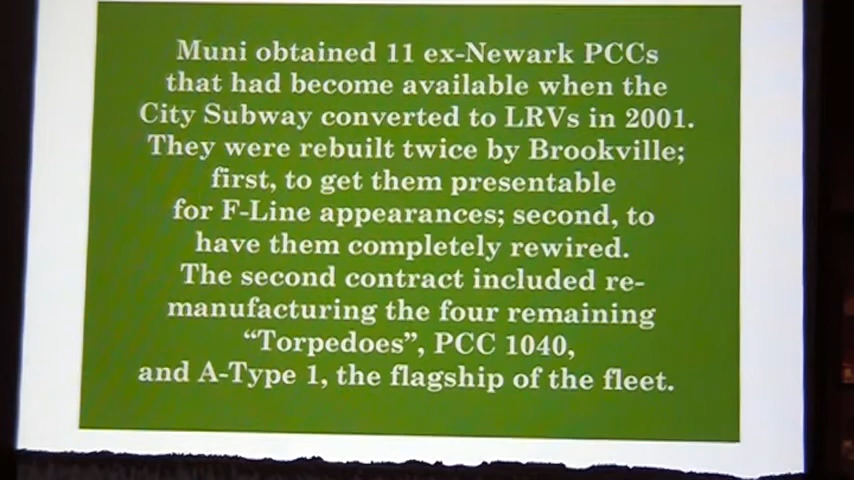 Muni obtained 11 ex-Newark PCCs
that had become available when the
City Subway converted to LRVs in 2001.
They were rebuilt twice by Brookville;
first, to get them presentable
for F-Line appearances; second, to
have them completely rewired.
The second contract included re-
manufacturing the four remaining
“Torpedoes”, PCC 1040,
and A-Type 1, the flagship of the fleet.